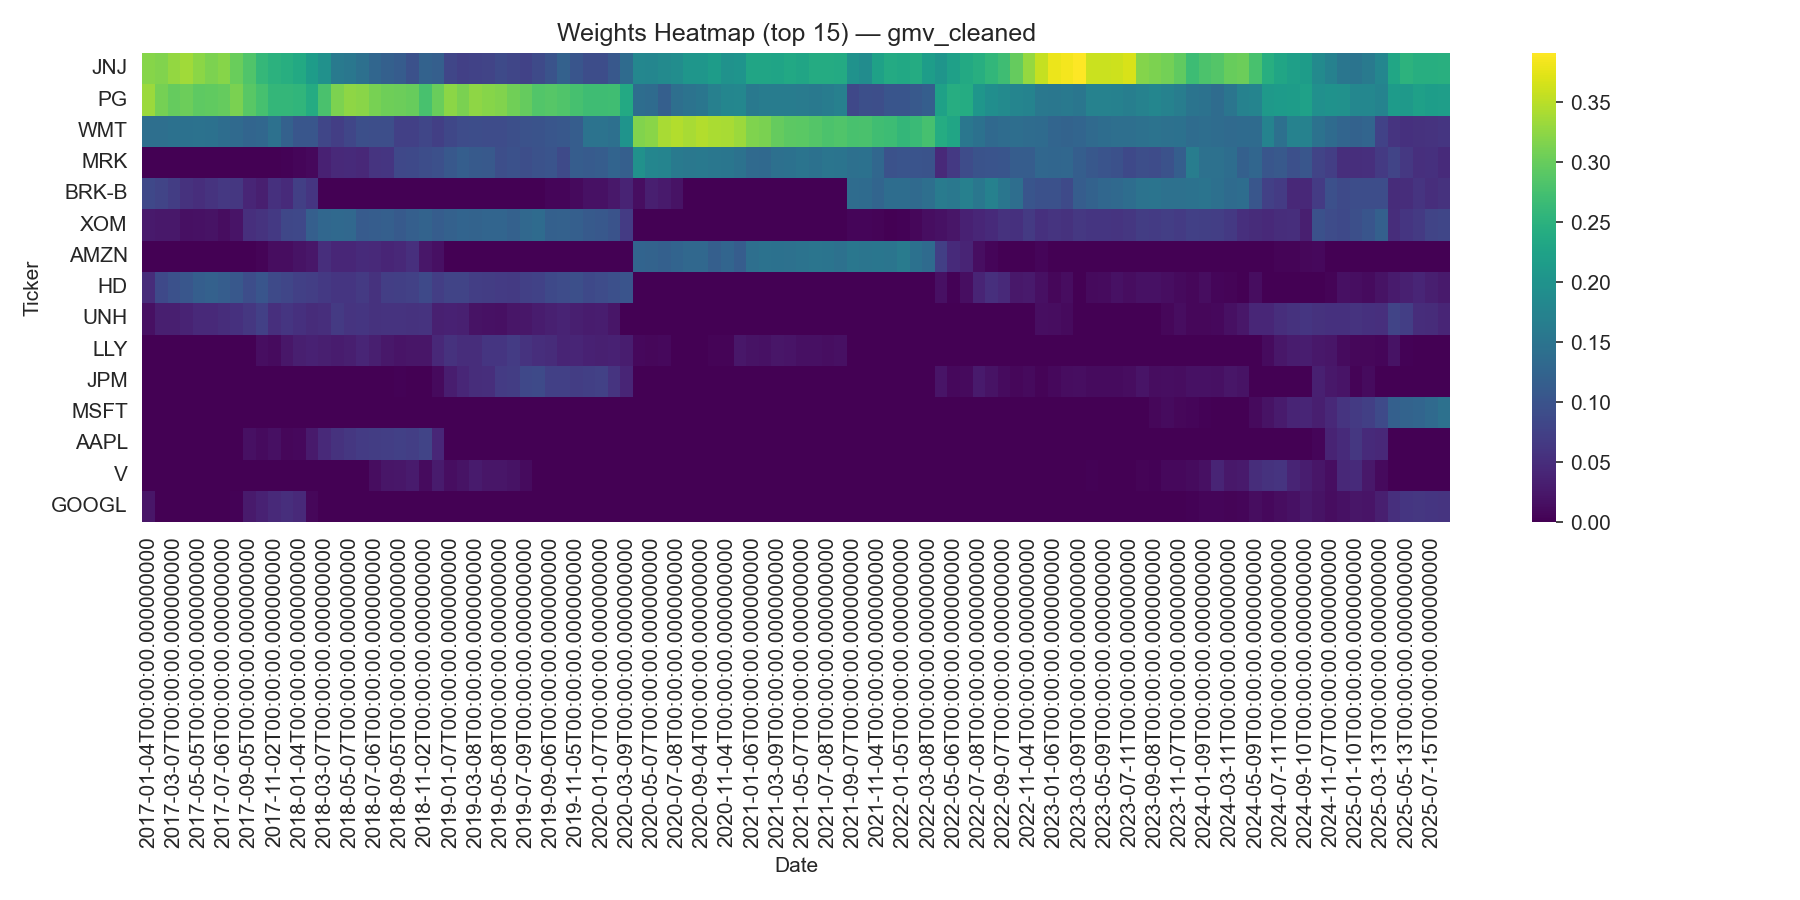 Weights Heatmap (top 15) — gmv_cleaned
Ticker
JNJ
PG
WMT
MRK
BRK-B
XOM
AMZN
HD
UNH
LLY
JPM
MSFT
AAPL
V
GOOGL
0.35
0.30
0.25
0.20
0.15
0.10
0.05
0.00
2017-01-04T00:00:00.000000000
2017-03-07T00:00:00.000000000
2017-05-05T00:00:00.000000000
2017-07-06T00:00:00.000000000
2017-09-05T00:00:00.000000000
2017-11-02T00:00:00.000000000
2018-01-04T00:00:00.000000000
2018-03-07T00:00:00.000000000
2018-05-07T00:00:00.000000000
2018-07-06T00:00:00.000000000
2018-09-05T00:00:00.000000000
2018-11-02T00:00:00.000000000
2019-01-07T00:00:00.000000000
2019-03-08T00:00:00.000000000
2019-05-08T00:00:00.000000000
2019-07-09T00:00:00.000000000
2019-09-06T00:00:00.000000000
2019-11-05T00:00:00.000000000
2020-01-07T00:00:00.000000000
2020-03-09T00:00:00.000000000
2020-05-07T00:00:00.000000000
2020-07-08T00:00:00.000000000
2020-09-04T00:00:00.000000000
2020-11-04T00:00:00.000000000
2021-01-06T00:00:00.000000000
2021-03-09T00:00:00.000000000
2021-05-07T00:00:00.000000000
2021-07-08T00:00:00.000000000
2021-09-07T00:00:00.000000000
2021-11-04T00:00:00.000000000
2022-01-05T00:00:00.000000000
2022-03-08T00:00:00.000000000
2022-05-06T00:00:00.000000000
2022-07-08T00:00:00.000000000
2022-09-07T00:00:00.000000000
2022-11-04T00:00:00.000000000
2023-01-06T00:00:00.000000000
2023-03-09T00:00:00.000000000
2023-05-09T00:00:00.000000000
2023-07-11T00:00:00.000000000
2023-09-08T00:00:00.000000000
2023-11-07T00:00:00.000000000
2024-01-09T00:00:00.000000000
2024-03-11T00:00:00.000000000
2024-05-09T00:00:00.000000000
2024-07-11T00:00:00.000000000
2024-09-10T00:00:00.000000000
2024-11-07T00:00:00.000000000
2025-01-10T00:00:00.000000000
2025-03-13T00:00:00.000000000
2025-05-13T00:00:00.000000000
2025-07-15T00:00:00.000000000
Date